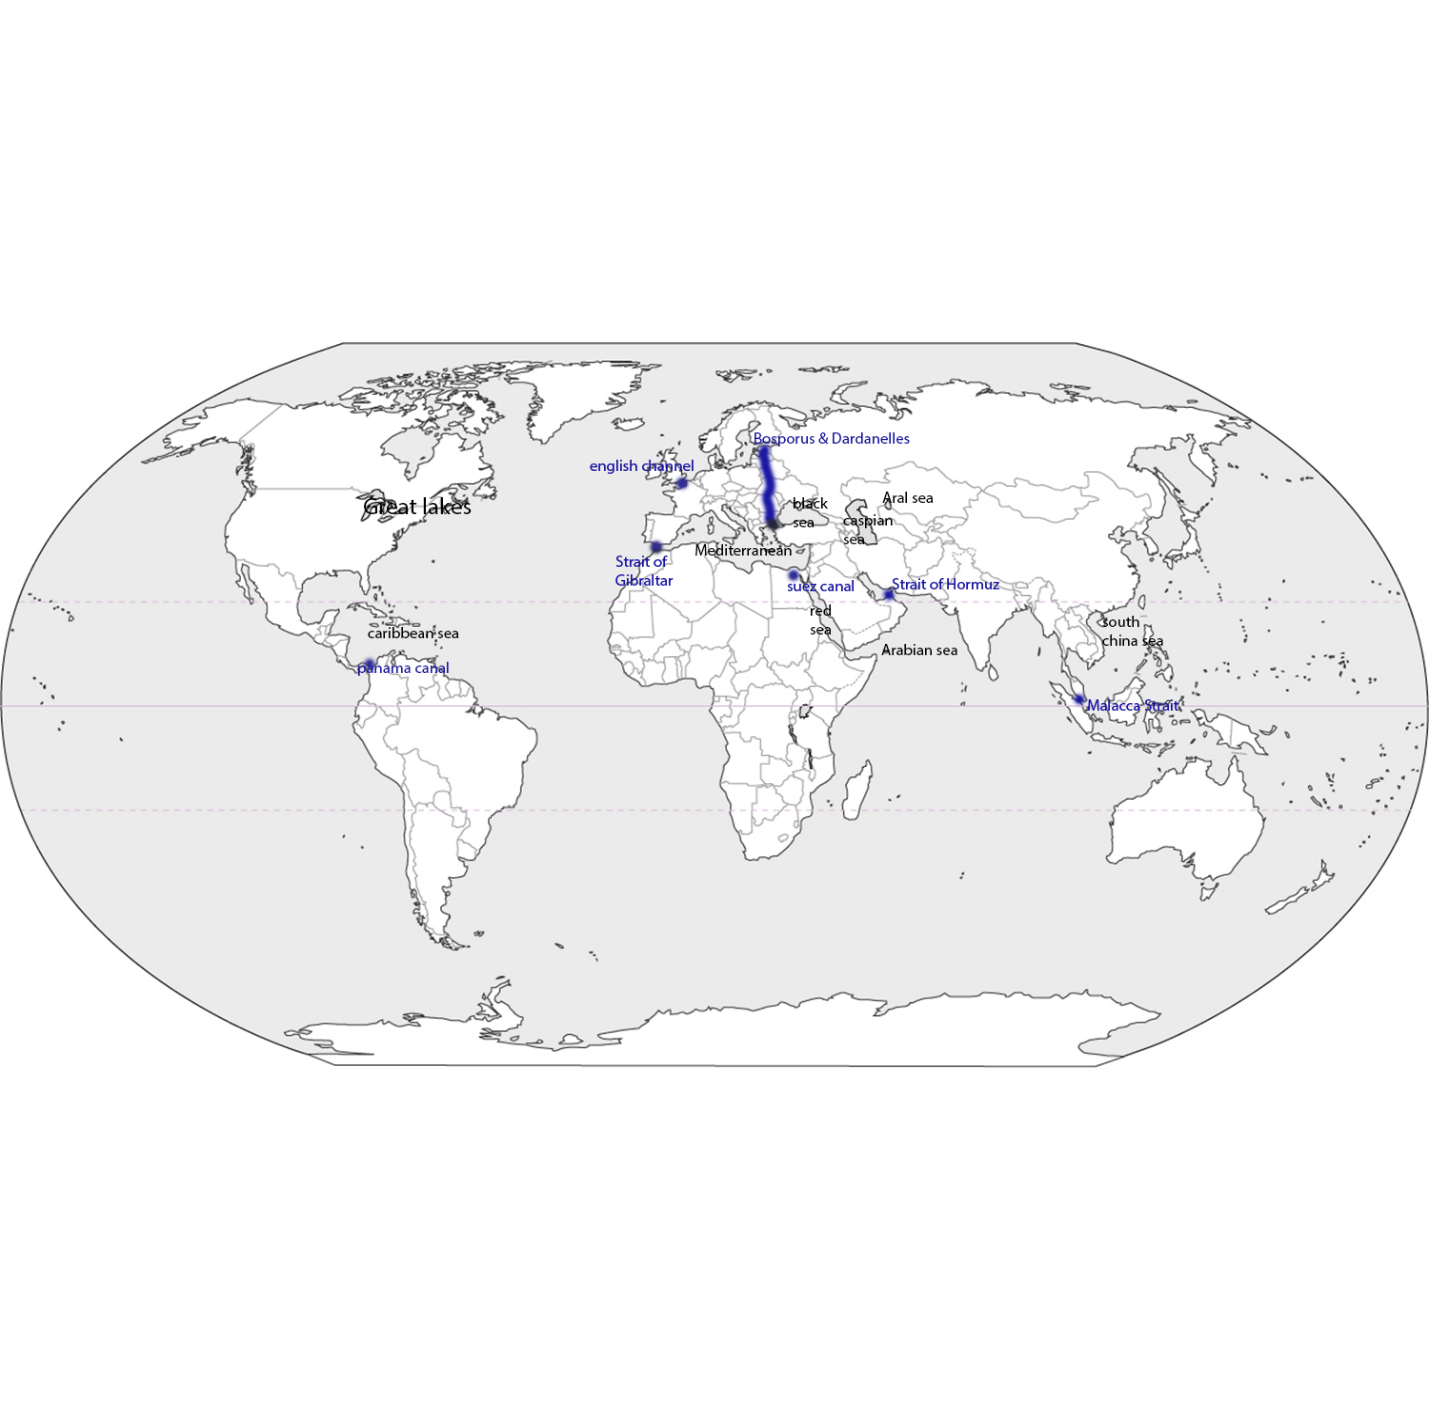 Bosporus & Dardanelles
english channel
Great lakes
black
sea
Aral sea
caspian
sea
Mediterranean
Strait of
Gibraltar
suez canal
Strait of Hormuz
red
sea
caribbean sea
south
china sea
Arabian sea
panama canal
Malacca Strait